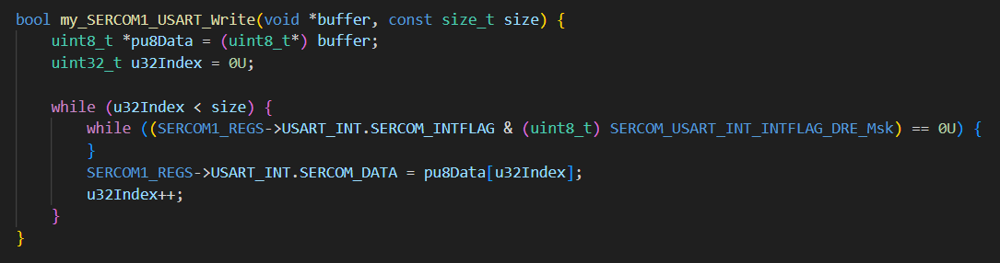 bool my_SERCOM1_USART_Write(void *buffer, const size_t size) {
    uint8_t *pu8Data = (uint8_t*) buffer;
    uint32_t u32Index = 0U;

    while (u32Index < size) {
        while ((SERCOM1_REGS->USART_INT.SERCOM_INTFLAG & (uint8_t) SERCOM_USART_INT_INTFLAG_DRE_Msk) == 0U) {
        }
        SERCOM1_REGS->USART_INT.SERCOM_DATA = pu8Data[u32Index];
        u32Index++;
    }
}